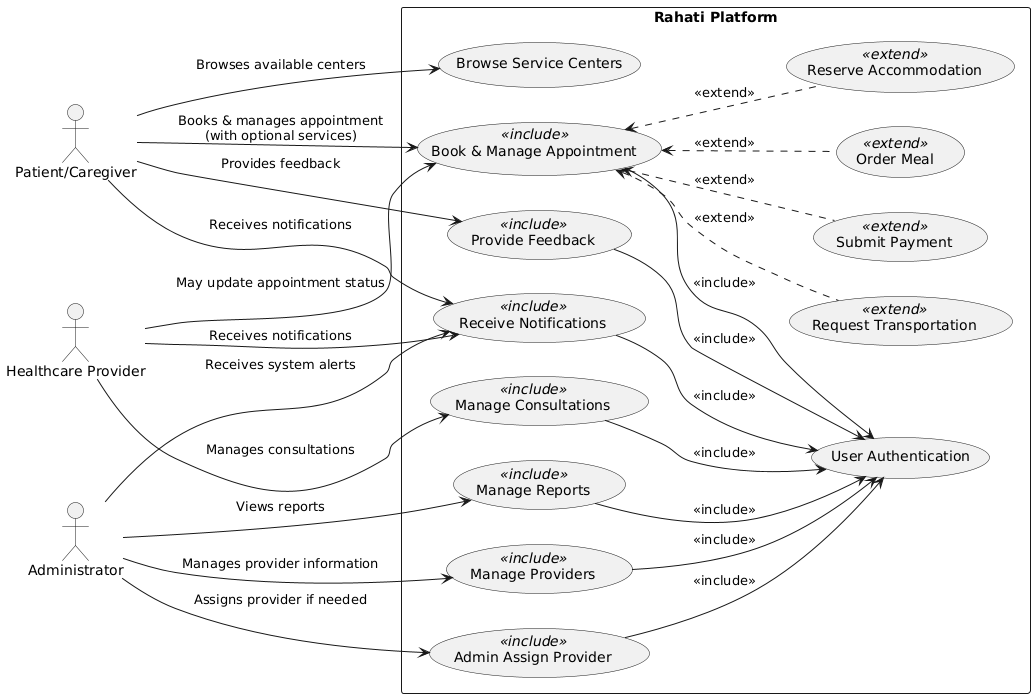 Rahati Platform
Browses available centers
Browse Service Centers
«extend»
Reserve Accommodation
«extend»
Books & manages appointment
(with optional services)
«include»
Book & Manage Appointment
«extend»
«extend»
Order Meal
Patient/Caregiver
Provides feedback
«extend»
Receives notifications
«include»
Provide Feedback
«extend»
«extend»
Submit Payment
May update appointment status
«include»
«include»
Receive Notifications
«extend»
Request Transportation
Receives notifications
«include»
Healthcare Provider
Receives system alerts
«include»
Manage Consultations
«include»
Manages consultations
«include»
User Authentication
«include»
Manage Reports
Views reports
«include»
Administrator
Manages provider information
«include»
Manage Providers
«include»
Assigns provider if needed
«include»
«include»
Admin Assign Provider